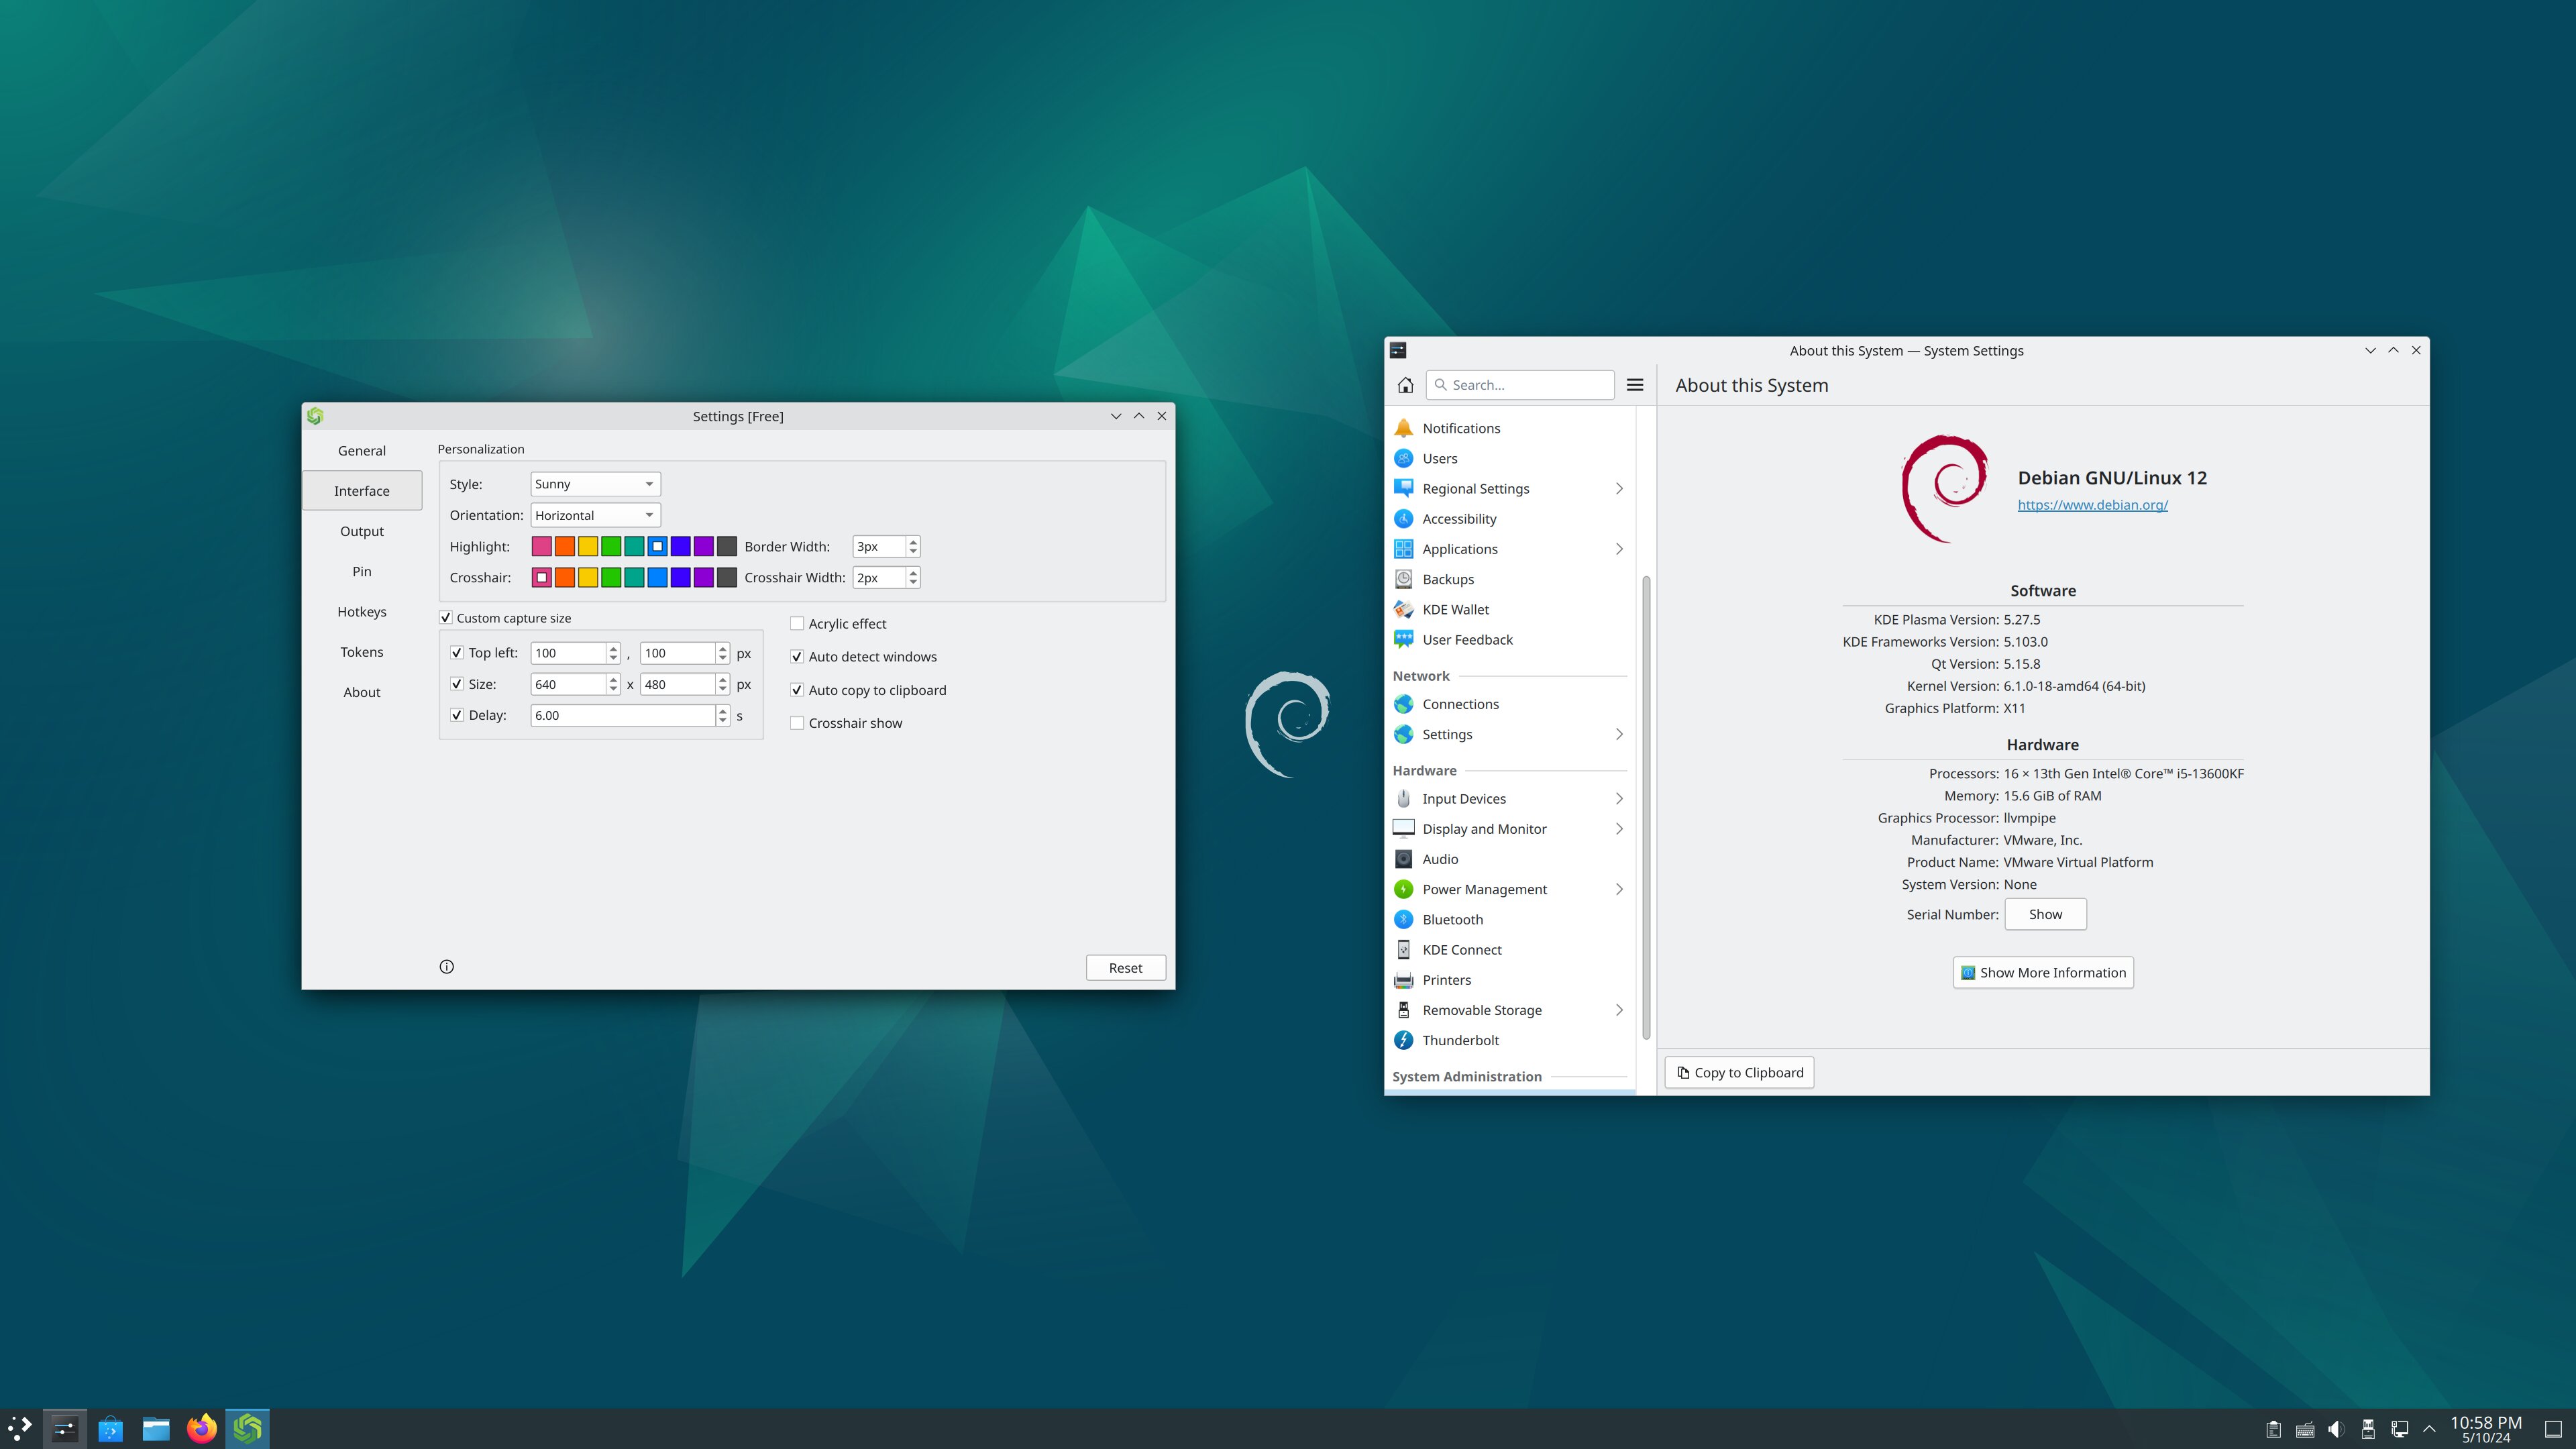 Settings [Free]
General
Interface
Output
Pin
Hotkeys
Tokens
About
Personalization
Style: Sunny
Orientation: Horizontal
Highlight: Border Width: 3px
Crosshair: Crosshair Width: 2px
Custom capture size
Top left: 100 , 100 px
Size: 640 x 480 px
Delay: 6.00 s
Acrylic effect
Auto detect windows
Auto copy to clipboard
Crosshair show
Reset
About this System — System Settings
Search...
About this System
Notifications
Users
Regional Settings
Accessibility
Applications
Backups
KDE Wallet
User Feedback
Network
Connections
Settings
Hardware
Input Devices
Display and Monitor
Audio
Power Management
Bluetooth
KDE Connect
Printers
Removable Storage
Thunderbolt
System Administration
Debian GNU/Linux 12
https://www.debian.org/
Software
KDE Plasma Version: 5.27.5
KDE Frameworks Version: 5.103.0
Qt Version: 5.15.8
Kernel Version: 6.1.0-18-amd64 (64-bit)
Graphics Platform: X11
Hardware
Processors: 16 × 13th Gen Intel® Core™ i5-13600KF
Memory: 15.6 GiB of RAM
Graphics Processor: llvmpipe
Manufacturer: VMware, Inc.
Product Name: VMware Virtual Platform
System Version: None
Serial Number: Show
Show More Information
Copy to Clipboard
10:58 PM
5/10/24